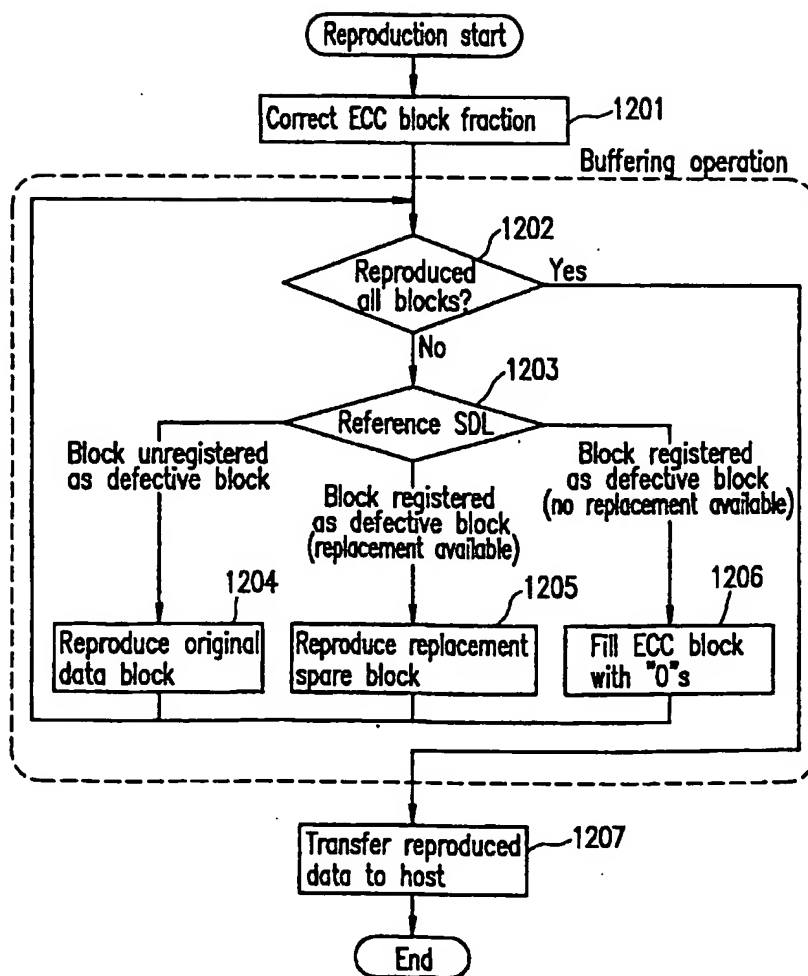 Reproduction start
Correct ECC block fraction
1201
Buffering operation
1202
Reproduced
all blocks?
Yes
No
1203
Reference SDL
Block unregistered
as defective block
Block registered
as defective block
(replacement available)
Block registered
as defective block
(no replacement available)
1204
Reproduce original
data block
1205
Reproduce replacement
spare block
1206
Fill ECC block
with "0"s
Transfer reproduced
data to host
1207
End